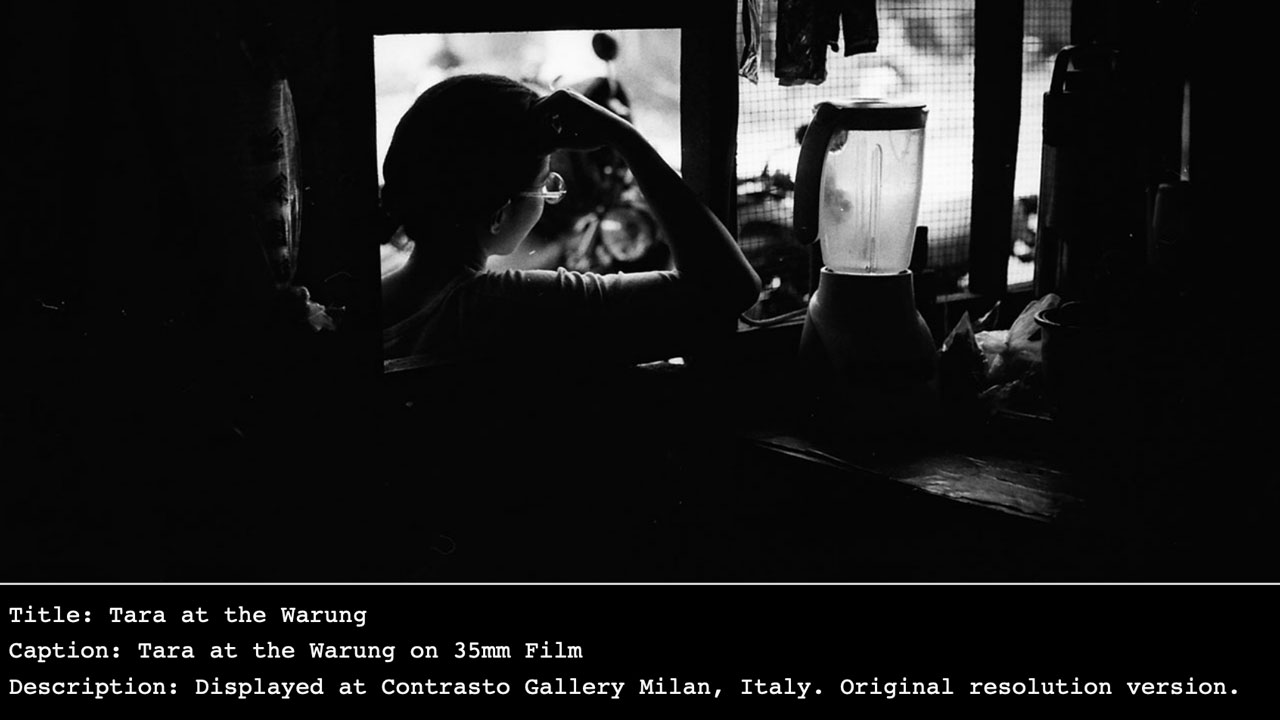 Title: Tara at the Warung
Caption: Tara at the Warung on 35mm Film
Description: Displayed at Contrasto Gallery Milan, Italy. Original resolution version.